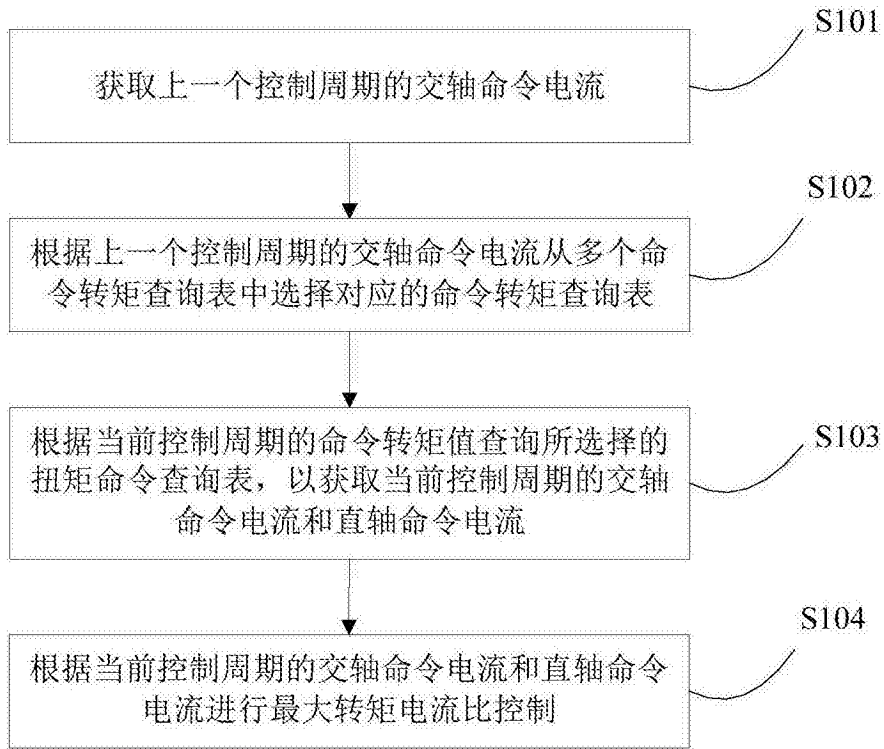 S101
获取上一个控制周期的交轴命令电流
S102
根据上一个控制周期的交轴命令电流从多个命
令转矩查询表中选择对应的命令转矩查询表
S103
根据当前控制周期的命令转矩值查询所选择的
扭矩命令查询表，以获取当前控制周期的交轴
命令电流和直轴命令电流
S104
根据当前控制周期的交轴命令电流和直轴命令
电流进行最大转矩电流比控制